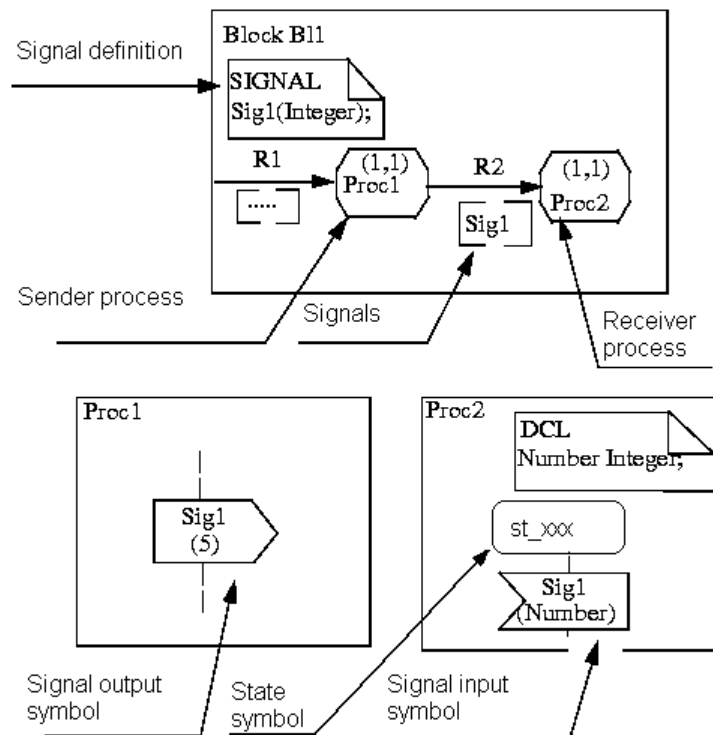 Signal definition
Block Bl1
SIGNAL
Sig1(Integer);
R1
(1,1)
Proc1
R2
(1,1)
Proc2
.....
Sig1
Sender process
Signals
Receiver
process
Proc1
Sig1
(5)
Proc2
DCL
Number Integer;
st_xxx
Sig1
(Number)
Signal output
symbol
State
symbol
Signal input
symbol